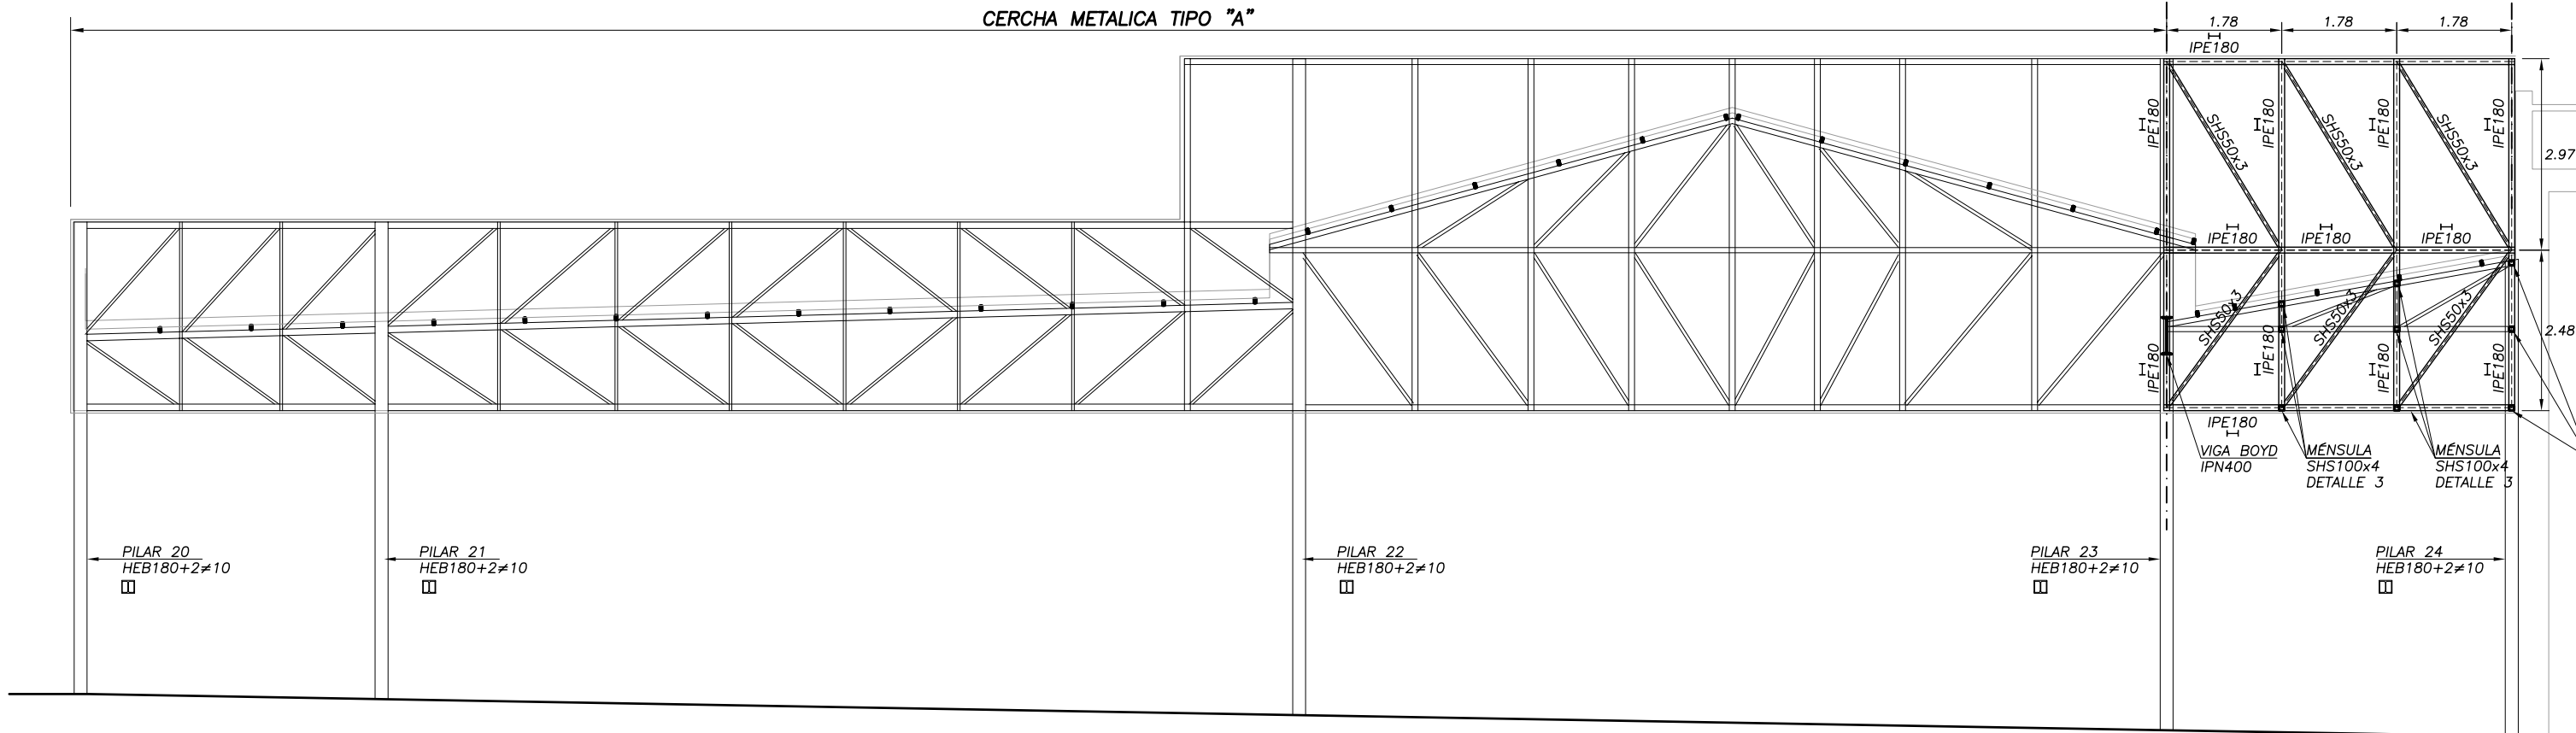 CERCHA METALICA TIPO "A"
1.78
1.78
1.78
IPE180
IPE180
IPE180
IPE180
IPE180
SHS50x3
SHS50x3
SHS50x3
2.97
IPE180
IPE180
IPE180
SHS50x3
SHS50x3
SHS50x3
2.48
IPE180
IPE180
IPE180
IPE180
IPE180
VIGA BOYD
IPN400
MÉNSULA
SHS100x4
DETALLE 3
MÉNSULA
SHS100x4
DETALLE 3
PILAR 20
HEB180+2≠10
PILAR 21
HEB180+2≠10
PILAR 22
HEB180+2≠10
PILAR 23
HEB180+2≠10
PILAR 24
HEB180+2≠10